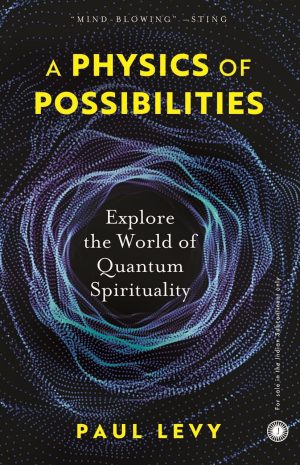 "MIND-BLOWING" —STING
A PHYSICS OF
POSSIBILITIES
Explore
the World of
Quantum
Spirituality
For sale in the Indian Subcontinent only
J
PAUL LEVY